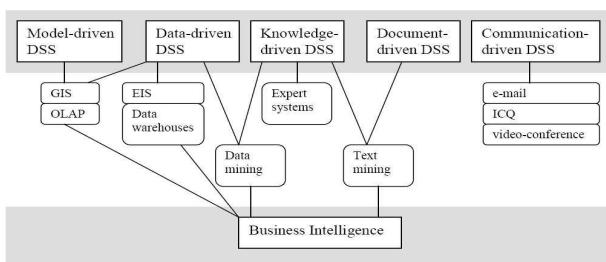 Model-driven
DSS
Data-driven
DSS
Knowledge-
driven DSS
Document-
driven DSS
Communication-
driven DSS
GIS
OLAP
EIS
Data
warehouses
Expert
systems
e-mail
ICQ
video-conference
Data
mining
Text
mining
Business Intelligence